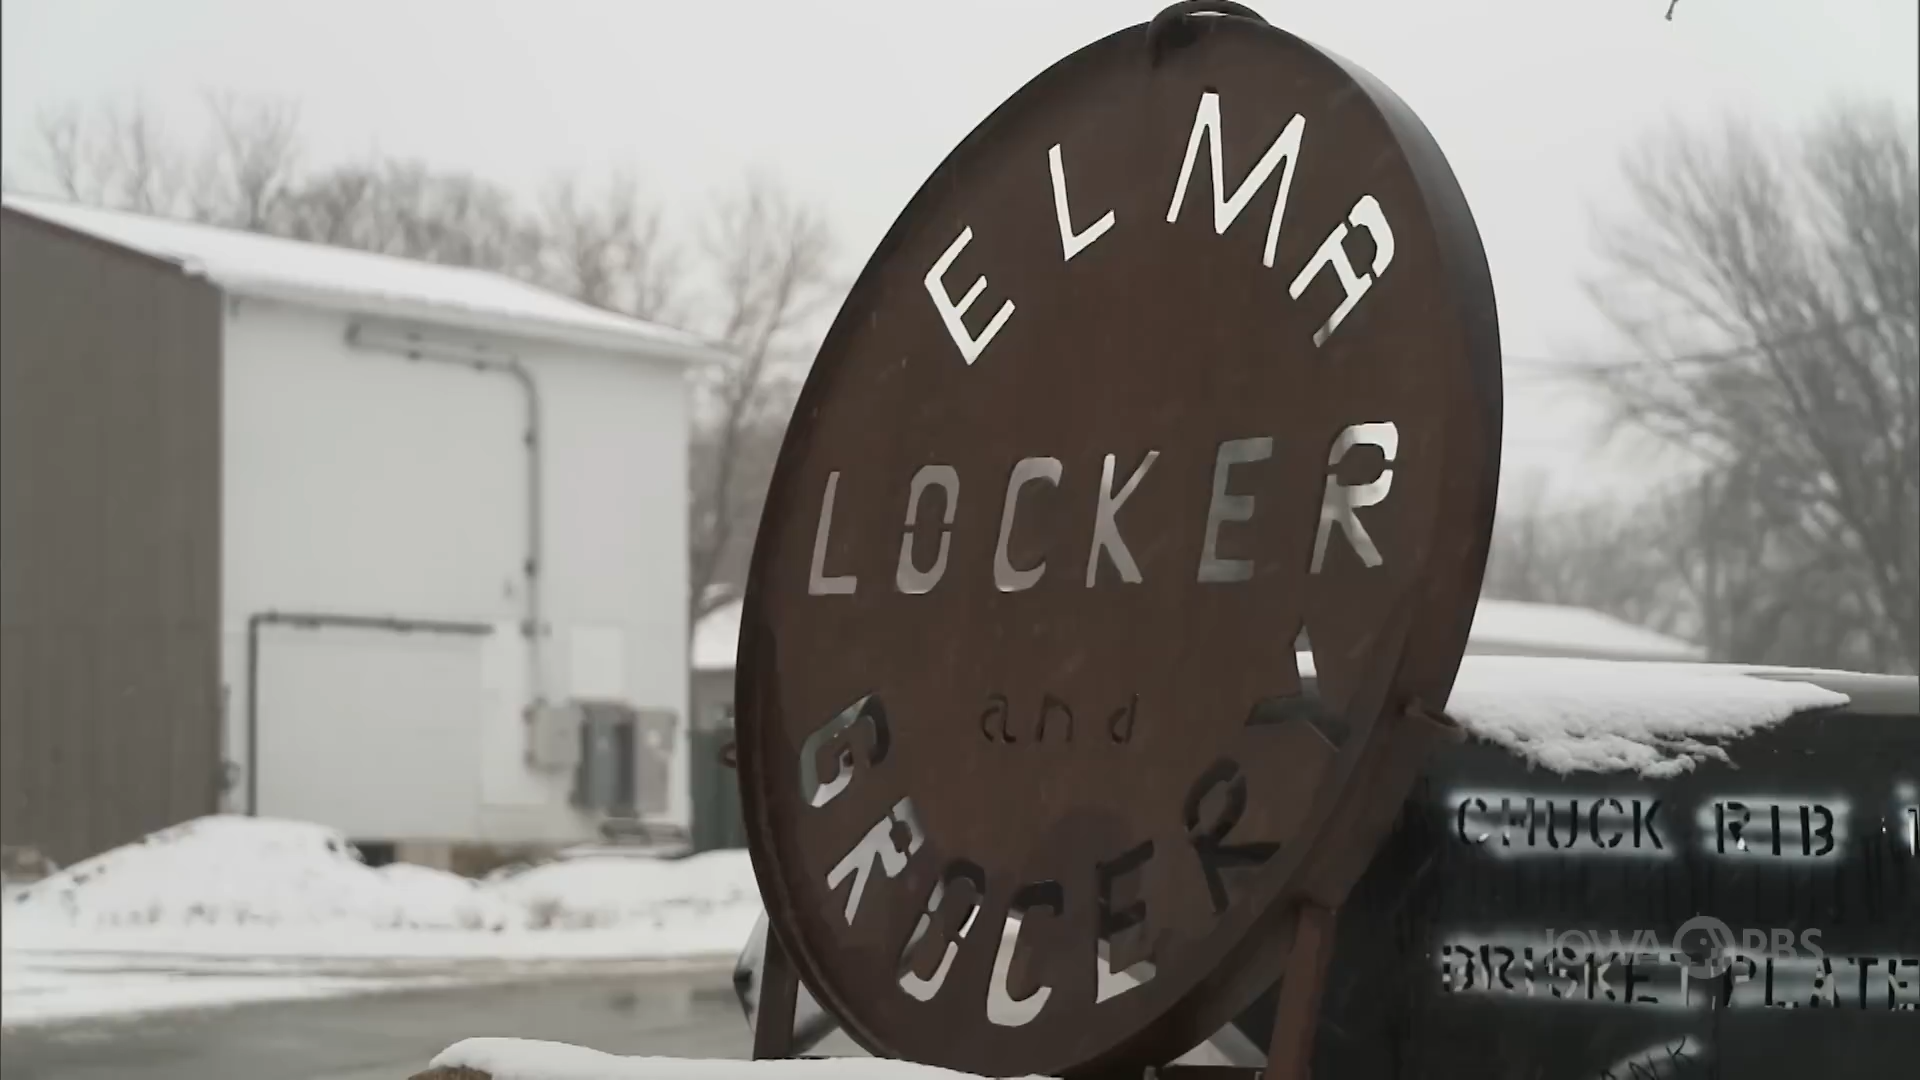 ELMA
LOCKER
and
GROCERY
CHUCK RIB
BRISKET PLATE
IOWA PBS